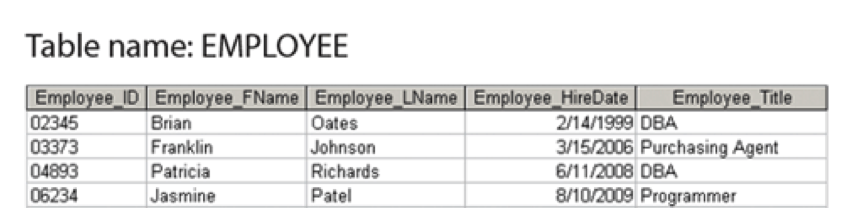 Table name: EMPLOYEE
Employee_ID Employee_FName Employee_LName Employee_HireDate Employee_Title
02345 Brian Oates 2/14/1999 DBA
03373 Franklin Johnson 3/15/2006 Purchasing Agent
04893 Patricia Richards 6/11/2008 DBA
06234 Jasmine Patel 8/10/2009 Programmer